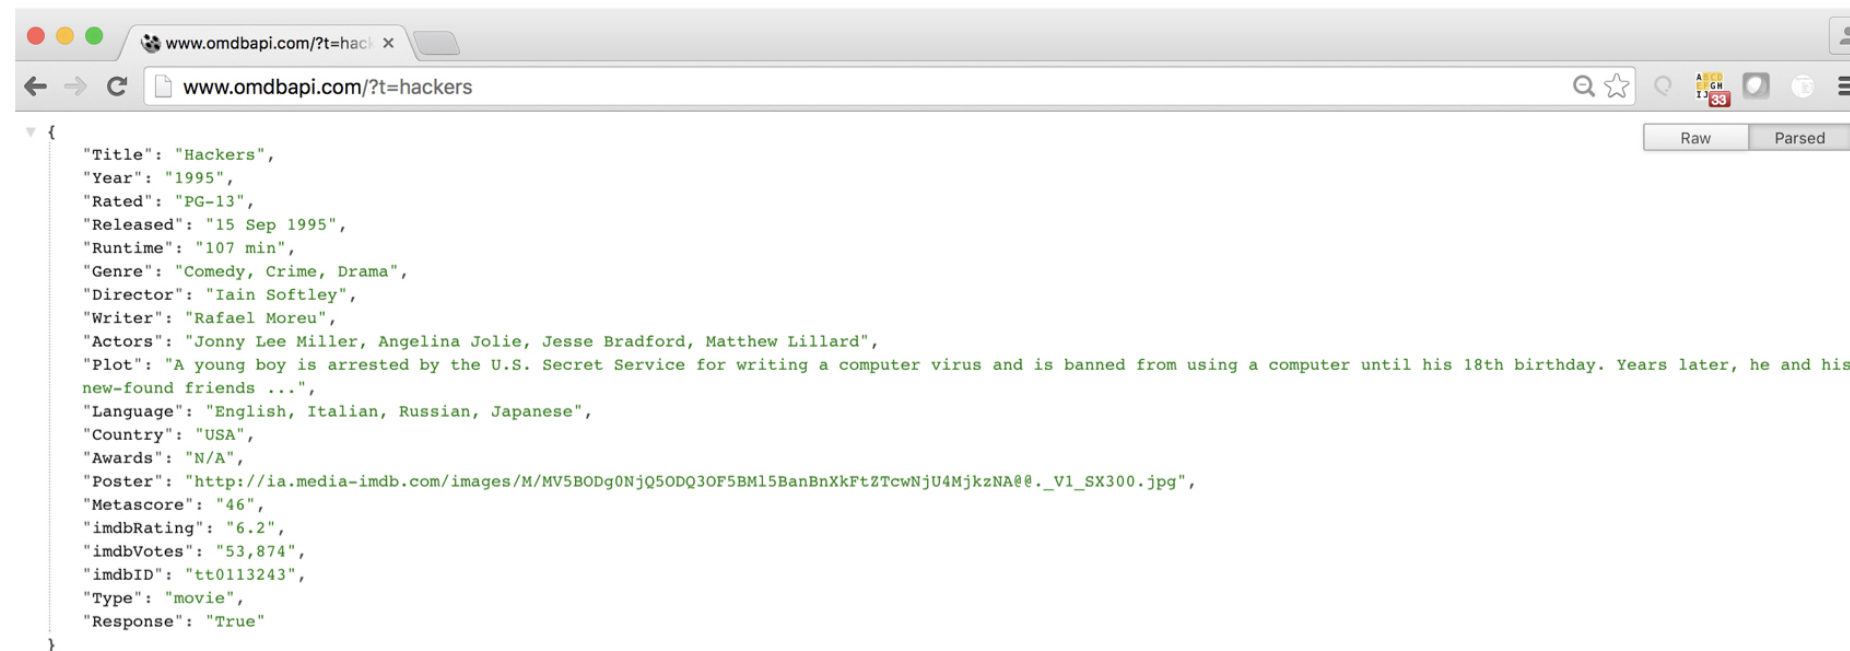 www.omdbapi.com/?t=hac
www.omdbapi.com/?t=hackers
33
Raw
Parsed
{
"Title": "Hackers",
"Year": "1995",
"Rated": "PG-13",
"Released": "15 Sep 1995",
"Runtime": "107 min",
"Genre": "Comedy, Crime, Drama",
"Director": "Iain Softley",
"Writer": "Rafael Moreu",
"Actors": "Jonny Lee Miller, Angelina Jolie, Jesse Bradford, Matthew Lillard",
"Plot": "A young boy is arrested by the U.S. Secret Service for writing a computer virus and is banned from using a computer until his 18th birthday. Years later, he and his
new-found friends ...",
"Language": "English, Italian, Russian, Japanese",
"Country": "USA",
"Awards": "N/A",
"Poster": "http://ia.media-imdb.com/images/M/MV5BODg0NjQ5ODQ3OF5BMl5BanBnXkFtZTcwNjU4MjkzNA@@._V1_SX300.jpg",
"Metascore": "46",
"imdbRating": "6.2",
"imdbVotes": "53,874",
"imdbID": "tt0113243",
"Type": "movie",
"Response": "True"
}